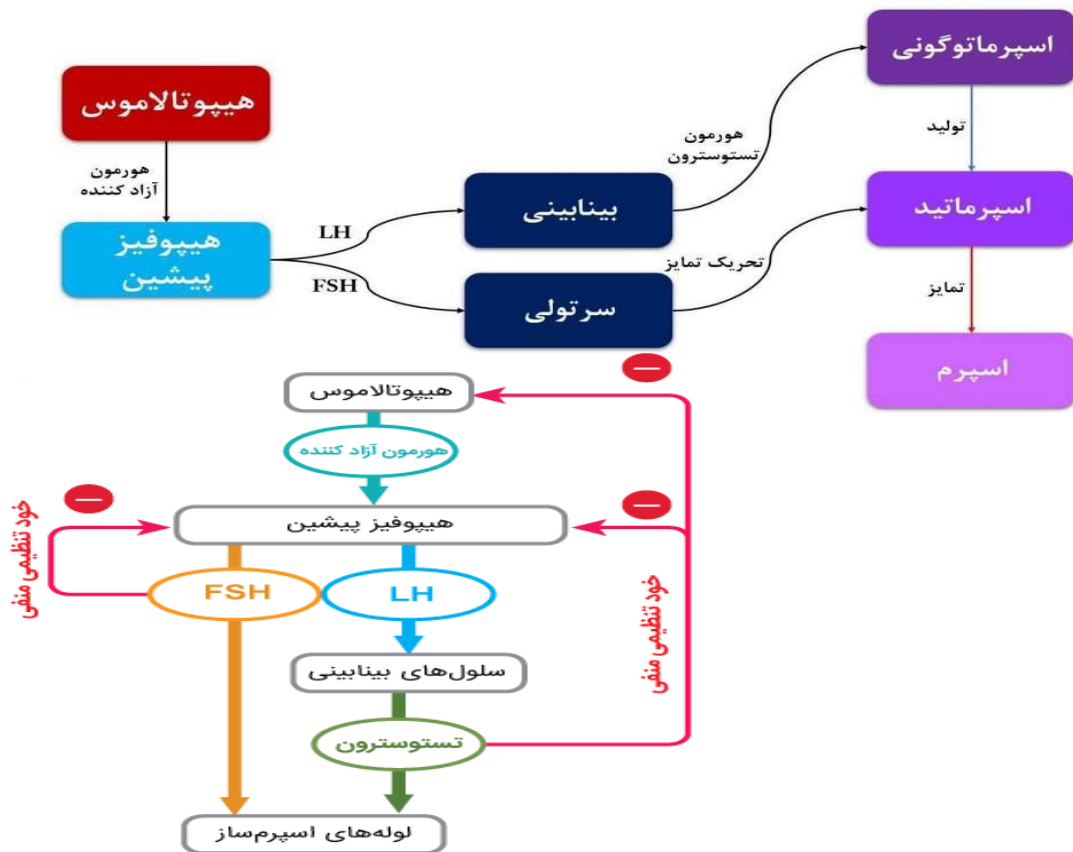 هیپوتالاموس
هورمون
آزاد کننده
هیپوفیز
پیشین
LH
FSH
بینابینی
سرتولی
هورمون
تستوسترون
تحریک تمایز
اسپرماتوگونی
تولید
اسپرماتید
تمایز
اسپرم
هیپوتالاموس
هورمون آزاد کننده
هیپوفیز پیشین
خود تنظیمی منفی
FSH
LH
خود تنظیمی منفی
سلول‌های بینابینی
تستوسترون
لوله‌های اسپرم‌ساز